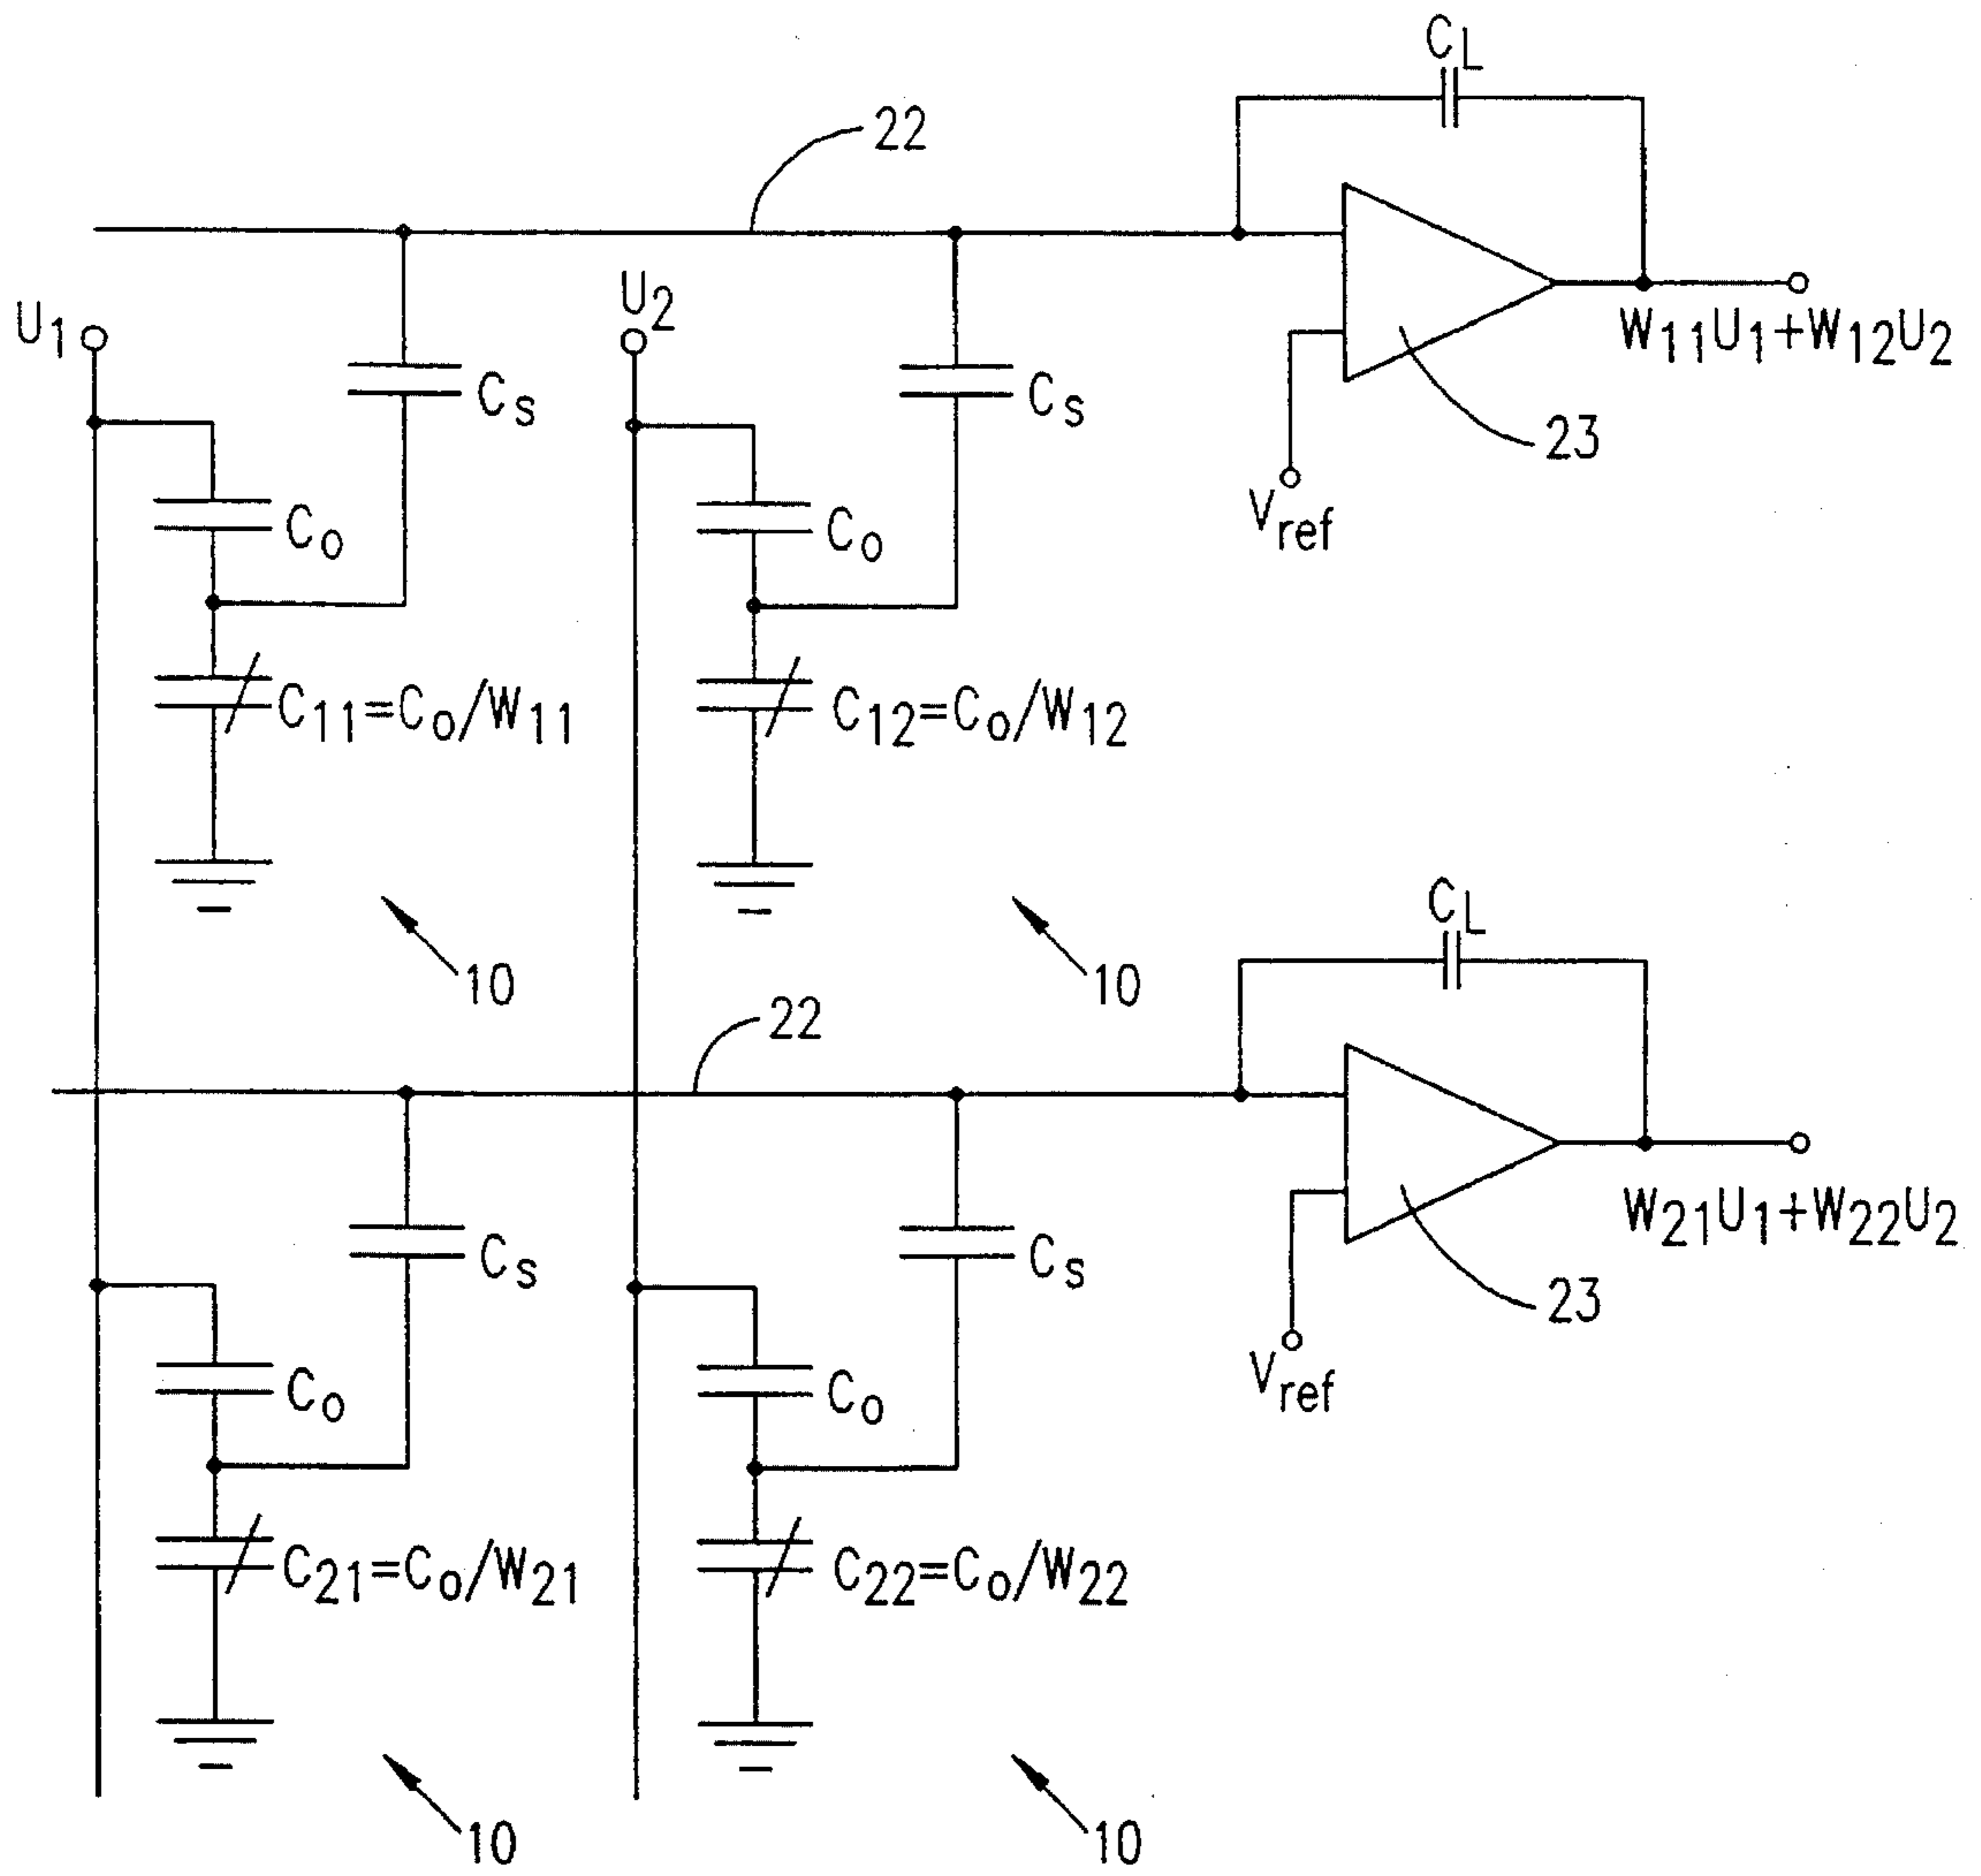 C_L
22
U_1
U_2
C_s
C_s
W_11U_1+W_12U_2
23
C_o
C_o
V_ref
C_11=C_o/W_11
C_12=C_o/W_12
C_L
10
10
22
W_21U_1+W_22U_2
C_s
C_s
23
C_o
C_o
V_ref
C_21=C_o/W_21
C_22=C_o/W_22
10
10